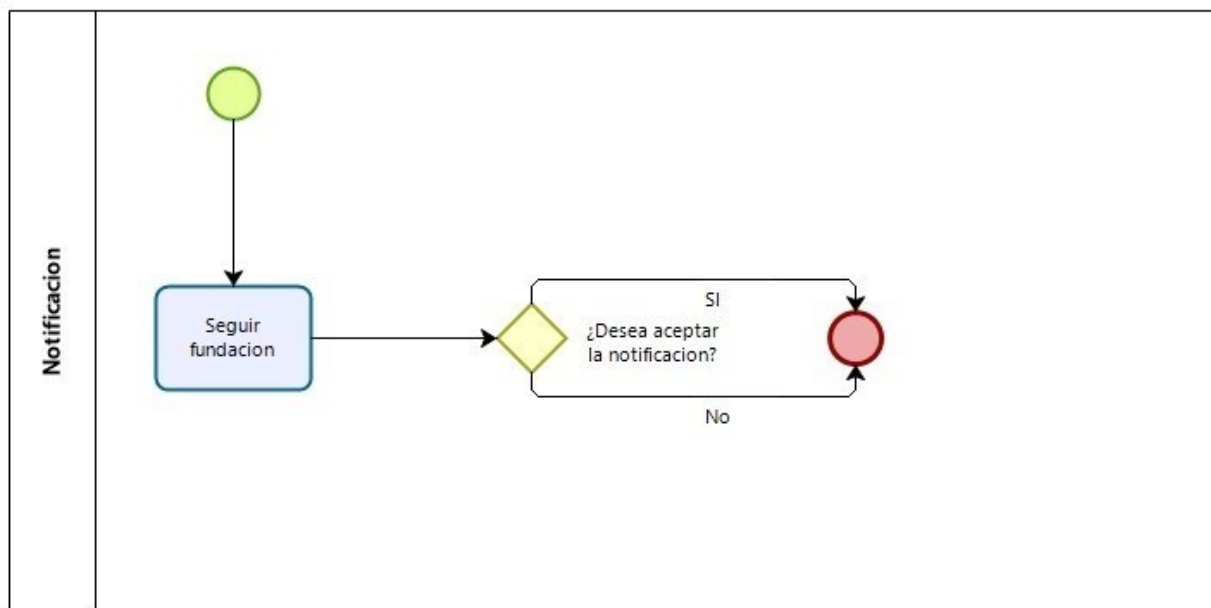 Notificacion
Seguir
fundacion
SI
¿Desea aceptar
la notificacion?
No